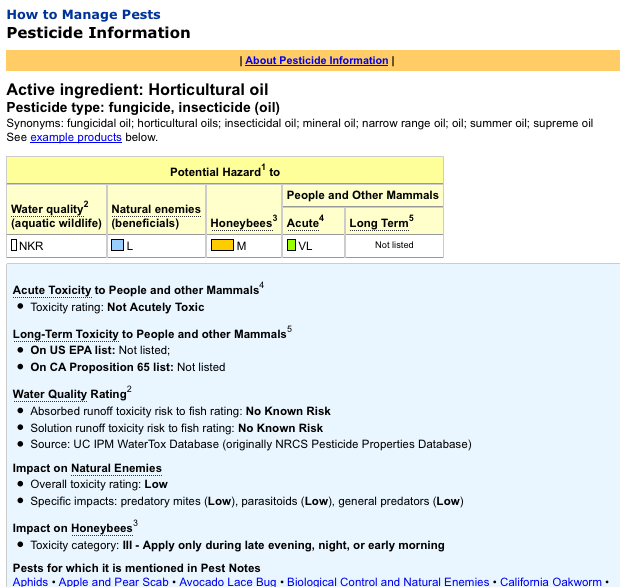 How to Manage Pests
Pesticide Information
| About Pesticide Information |
Active ingredient: Horticultural oil
Pesticide type: fungicide, insecticide (oil)
Synonyms: fungicidal oil; horticultural oils; insecticidal oil; mineral oil; narrow range oil; oil; summer oil; supreme oil
See example products below.
Potential Hazard1 to
Water quality2 (aquatic wildlife)
Natural enemies (beneficials)
Honeybees3
People and Other Mammals
Acute4
Long Term5
NKR
L
M
VL
Not listed
Acute Toxicity to People and other Mammals4
• Toxicity rating: Not Acutely Toxic
Long-Term Toxicity to People and other Mammals5
• On US EPA list: Not listed;
• On CA Proposition 65 list: Not listed
Water Quality Rating2
• Absorbed runoff toxicity risk to fish rating: No Known Risk
• Solution runoff toxicity risk to fish rating: No Known Risk
• Source: UC IPM WaterTox Database (originally NRCS Pesticide Properties Database)
Impact on Natural Enemies
• Overall toxicity rating: Low
• Specific impacts: predatory mites (Low), parasitoids (Low), general predators (Low)
Impact on Honeybees3
• Toxicity category: III - Apply only during late evening, night, or early morning
Pests for which it is mentioned in Pest Notes
Aphids • Apple and Pear Scab • Avocado Lace Bug • Biological Control and Natural Enemies • California Oakworm •